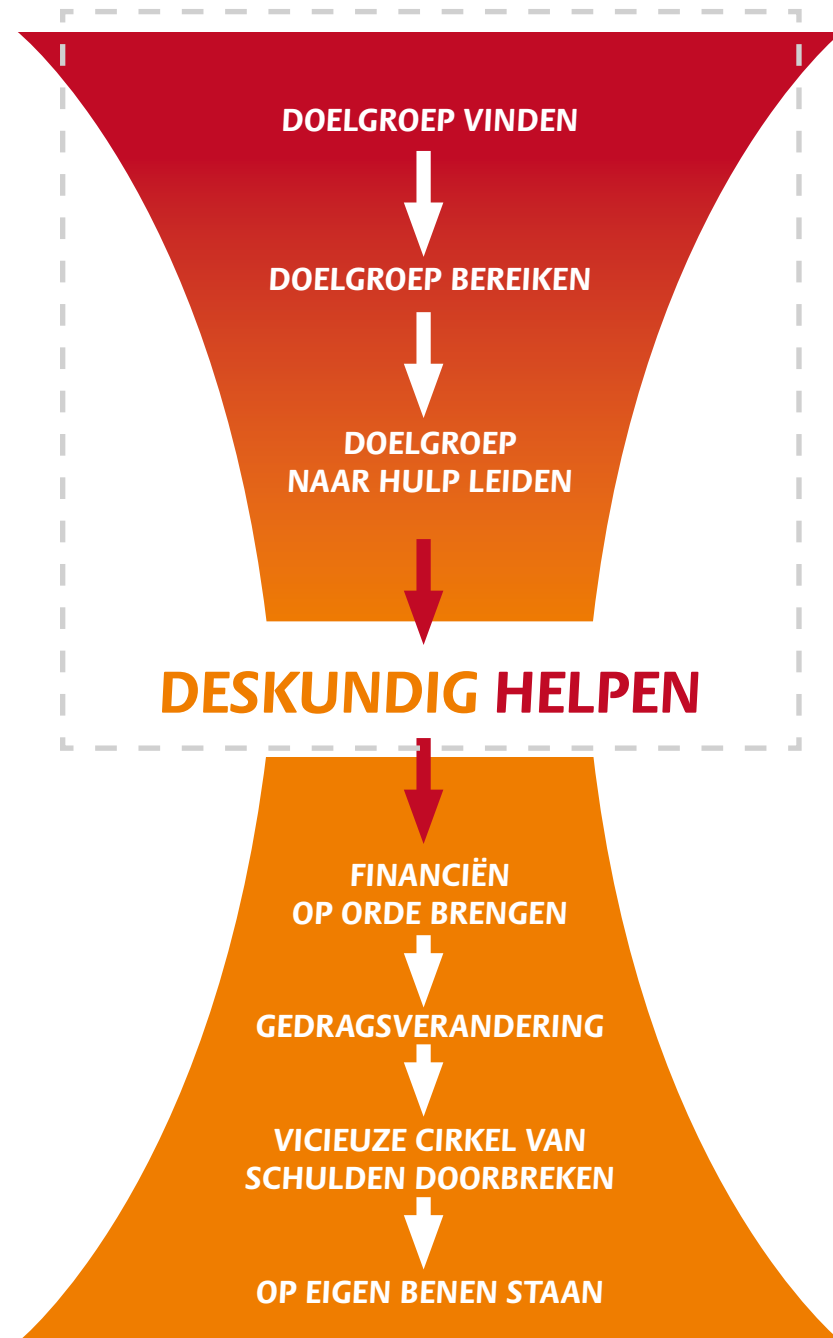 DOELGROEP VINDEN
DOELGROEP BEREIKEN
DOELGROEP
NAAR HULP LEIDEN
DESKUNDIG HELPEN
FINANCIËN
OP ORDE BRENGEN
GEDRAGSVERANDERING
VICIEUZE CIRKEL VAN
SCHULDEN DOORBREKEN
OP EIGEN BENEN STAAN